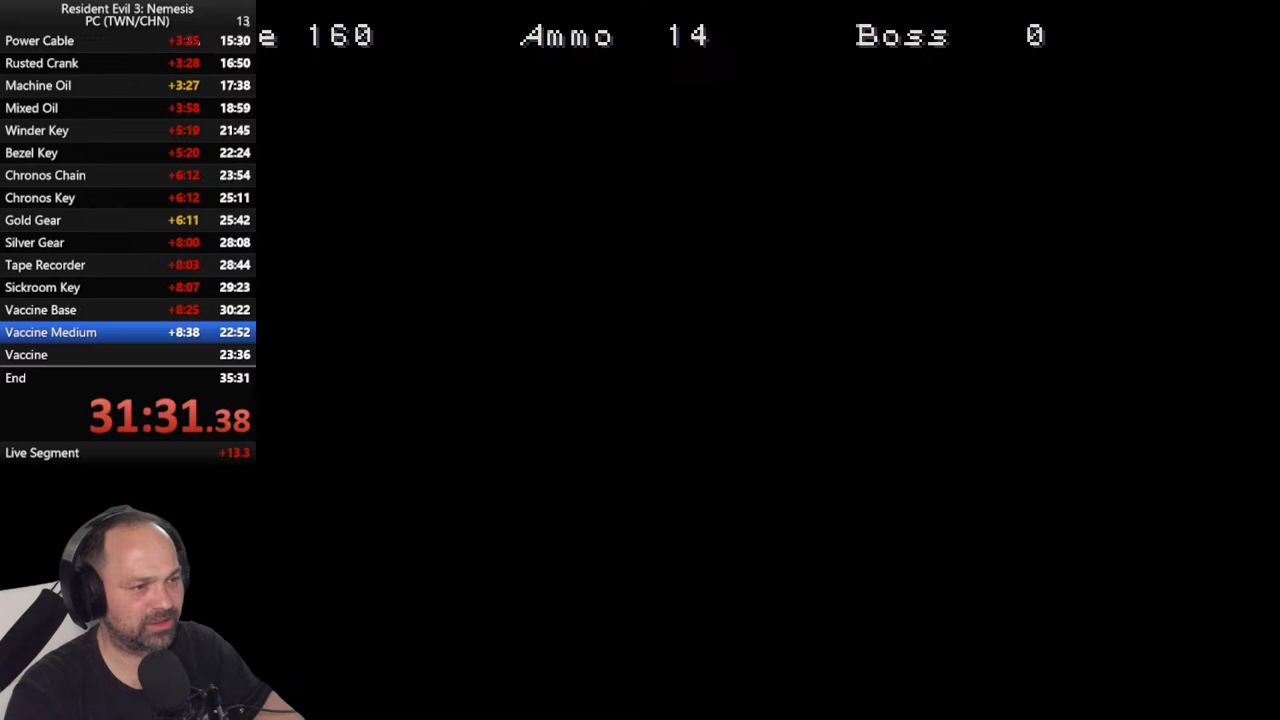 Resident Evil 3: Nemesis
PC (TWN/CHN) 13
e 160 Ammo 14 Boss 0
Power Cable +3:35 15:30
Rusted Crank +3:28 16:50
Machine Oil +3:27 17:38
Mixed Oil +3:58 18:59
Winder Key +5:19 21:45
Bezel Key +5:20 22:24
Chronos Chain +6:12 23:54
Chronos Key +6:12 25:11
Gold Gear +6:11 25:42
Silver Gear +8:00 28:08
Tape Recorder +8:03 28:44
Sickroom Key +8:07 29:23
Vaccine Base +8:25 30:22
Vaccine Medium +8:38 22:52
Vaccine 23:36
End 35:31
31:31.38
Live Segment +13.3